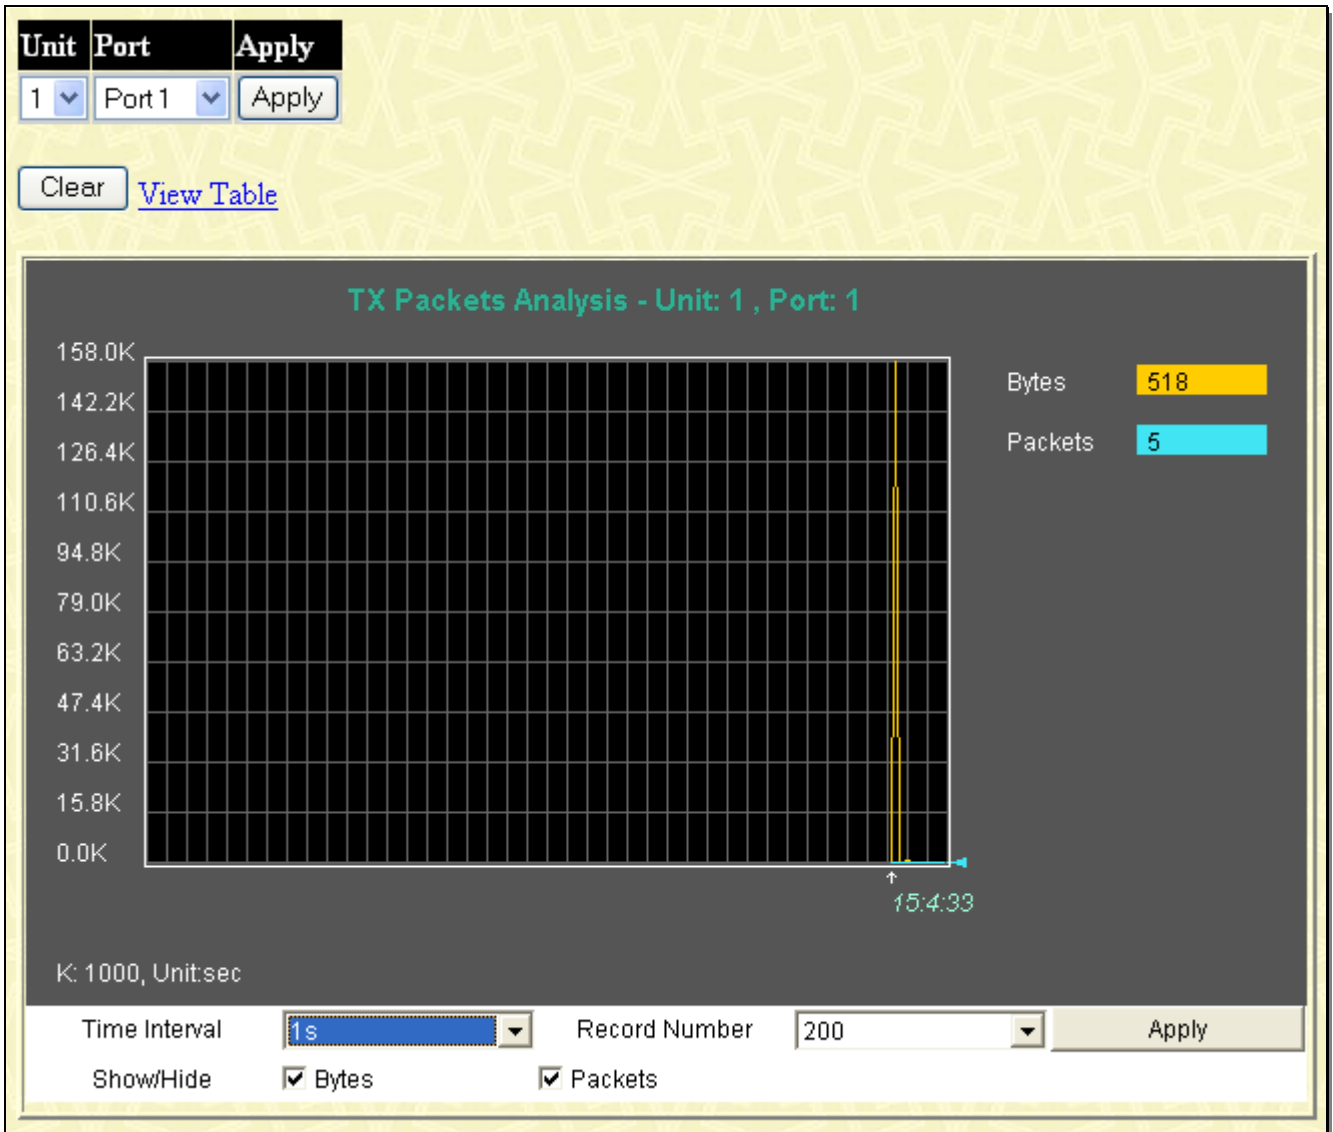 Unit Port Apply
1 Port 1 Apply
Clear View Table
TX Packets Analysis - Unit: 1 , Port: 1
158.0K
142.2K
126.4K
110.6K
94.8K
79.0K
63.2K
47.4K
31.6K
15.8K
0.0K
Bytes 518
Packets 5
15:4:33
K: 1000, Unit:sec
Time Interval 1s Record Number 200 Apply
Show/Hide Bytes Packets